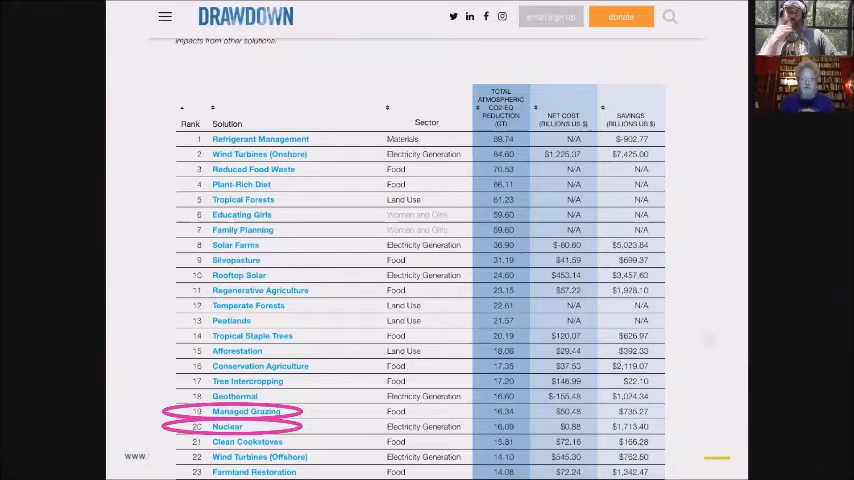 DRAWDOWN
email sign up
donate
impacts from other solutions.
Rank Solution Sector TOTAL ATMOSPHERIC CO2-EQ REDUCTION (GT) NET COST (BILLIONS US $) SAVINGS (BILLIONS US $)
1 Refrigerant Management Materials 89.74 N/A $-902.77
2 Wind Turbines (Onshore) Electricity Generation 84.60 $1,225.37 $7,425.00
3 Reduced Food Waste Food 70.53 N/A N/A
4 Plant-Rich Diet Food 66.11 N/A N/A
5 Tropical Forests Land Use 61.23 N/A N/A
6 Educating Girls Women and Girls 59.60 N/A N/A
7 Family Planning Women and Girls 59.60 N/A N/A
8 Solar Farms Electricity Generation 36.90 $-80.60 $5,023.84
9 Silvopasture Food 31.19 $41.59 $699.37
10 Rooftop Solar Electricity Generation 24.60 $453.14 $3,457.63
11 Regenerative Agriculture Food 23.15 $57.22 $1,928.10
12 Temperate Forests Land Use 22.61 N/A N/A
13 Peatlands Land Use 21.57 N/A N/A
14 Tropical Staple Trees Food 20.19 $120.07 $626.97
15 Afforestation Land Use 18.06 $29.44 $392.33
16 Conservation Agriculture Food 17.35 $37.53 $2,119.07
17 Tree Intercropping Food 17.20 $146.99 $22.10
18 Geothermal Electricity Generation 16.60 $-155.48 $1,024.34
19 Managed Grazing Food 16.34 $50.48 $735.27
20 Nuclear Electricity Generation 16.09 $0.88 $1,713.40
21 Clean Cookstoves Food 15.81 $72.16 $166.28
22 Wind Turbines (Offshore) Electricity Generation 14.10 $545.30 $762.50
23 Farmland Restoration Food 14.08 $72.24 $1,342.47
www.